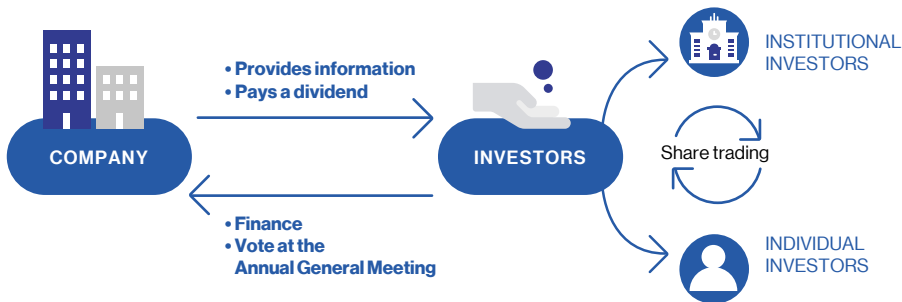 • Provides information
• Pays a dividend
COMPANY
INVESTORS
• Finance
• Vote at the
Annual General Meeting
INSTITUTIONAL
INVESTORS
Share trading
INDIVIDUAL
INVESTORS